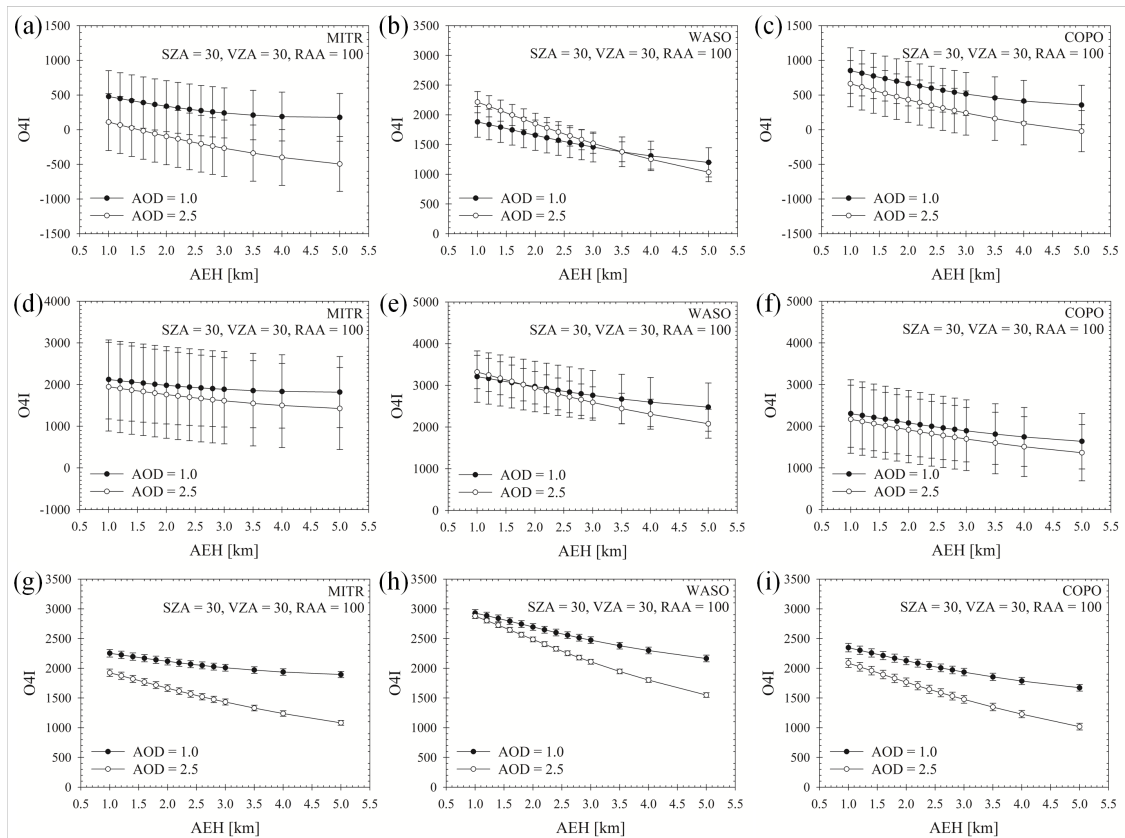 (a)
MITR
SZA = 30, VZA = 30, RAA = 100
1500
1000
500
0
-500
-1000
-1500
O4I
AOD = 1.0
AOD = 2.5
0.5 1.0 1.5 2.0 2.5 3.0 3.5 4.0 4.5 5.0 5.5
AEH [km]
(b)
WASO
SZA = 30, VZA = 30, RAA = 100
3500
3000
2500
2000
1500
1000
500
0
O4I
AOD = 1.0
AOD = 2.5
0.5 1.0 1.5 2.0 2.5 3.0 3.5 4.0 4.5 5.0 5.5
AEH [km]
(c)
COPO
SZA = 30, VZA = 30, RAA = 100
1500
1000
500
0
-500
-1000
-1500
O4I
AOD = 1.0
AOD = 2.5
0.5 1.0 1.5 2.0 2.5 3.0 3.5 4.0 4.5 5.0 5.5
AEH [km]
(d)
MITR
SZA = 30, VZA = 30, RAA = 100
4000
3000
2000
1000
0
-1000
O4I
AOD = 1.0
AOD = 2.5
0.5 1.0 1.5 2.0 2.5 3.0 3.5 4.0 4.5 5.0 5.5
AEH [km]
(e)
WASO
SZA = 30, VZA = 30, RAA = 100
5000
4000
3000
2000
1000
0
O4I
AOD = 1.0
AOD = 2.5
0.5 1.0 1.5 2.0 2.5 3.0 3.5 4.0 4.5 5.0 5.5
AEH [km]
(f)
COPO
SZA = 30, VZA = 30, RAA = 100
5000
4000
3000
2000
1000
0
O4I
AOD = 1.0
AOD = 2.5
0.5 1.0 1.5 2.0 2.5 3.0 3.5 4.0 4.5 5.0 5.5
AEH [km]
(g)
MITR
SZA = 30, VZA = 30, RAA = 100
3500
3000
2500
2000
1500
1000
500
0
O4I
AOD = 1.0
AOD = 2.5
0.5 1.0 1.5 2.0 2.5 3.0 3.5 4.0 4.5 5.0 5.5
AEH [km]
(h)
WASO
SZA = 30, VZA = 30, RAA = 100
3500
3000
2500
2000
1500
1000
500
0
O4I
AOD = 1.0
AOD = 2.5
0.5 1.0 1.5 2.0 2.5 3.0 3.5 4.0 4.5 5.0 5.5
AEH [km]
(i)
COPO
SZA = 30, VZA = 30, RAA = 100
3500
3000
2500
2000
1500
1000
500
0
O4I
AOD = 1.0
AOD = 2.5
0.5 1.0 1.5 2.0 2.5 3.0 3.5 4.0 4.5 5.0 5.5
AEH [km]